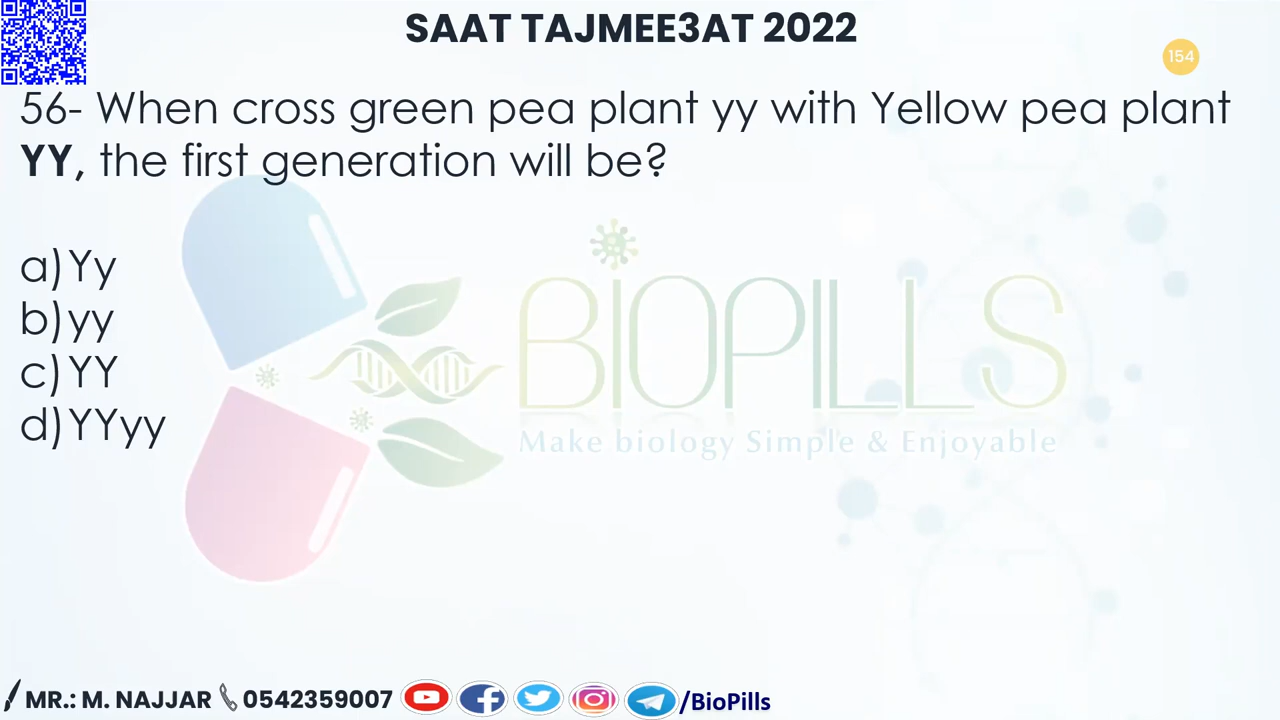 SAAT TAJMEE3AT 2022
154
56- When cross green pea plant yy with Yellow pea plant
YY, the first generation will be?
a) Yy
b) yy
c) YY
d) YYyy
BIOPILLS
Make biology Simple & Enjoyable
MR.: M. NAJJAR 0542359007 /BioPills